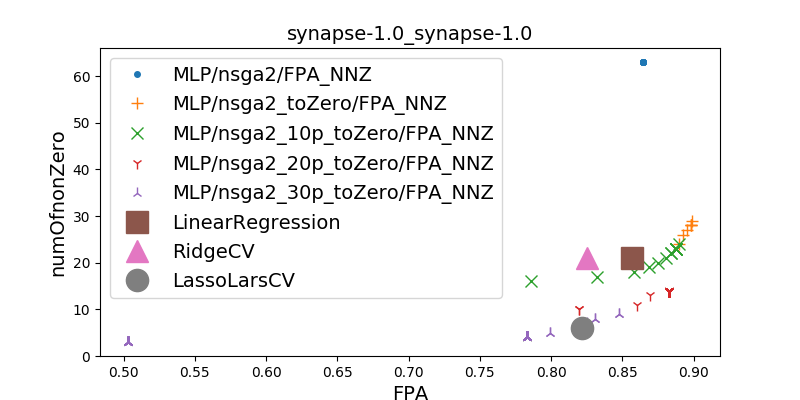 synapse-1.0_synapse-1.0
numOfnonZero
60
50
40
30
20
10
0
MLP/nsga2/FPA_NNZ
MLP/nsga2_toZero/FPA_NNZ
MLP/nsga2_10p_toZero/FPA_NNZ
MLP/nsga2_20p_toZero/FPA_NNZ
MLP/nsga2_30p_toZero/FPA_NNZ
LinearRegression
RidgeCV
LassoLarsCV
0.50 0.55 0.60 0.65 0.70 0.75 0.80 0.85 0.90
FPA